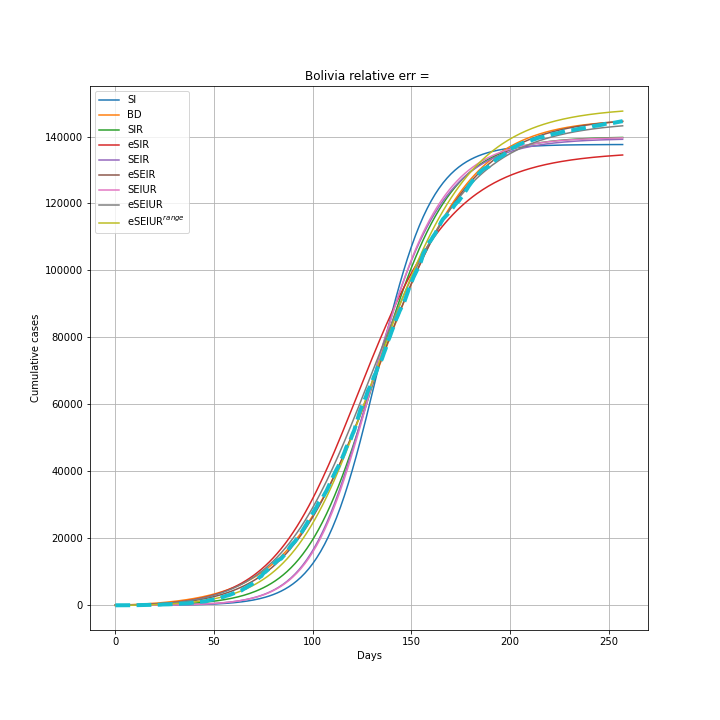 Bolivia relative err =
SI
BD
SIR
eSIR
SEIR
eSEIR
SEIUR
eSEIUR
eSEIUR^{range}
140000
120000
100000
80000
60000
40000
20000
0
Cumulative cases
0 50 100 150 200 250
Days